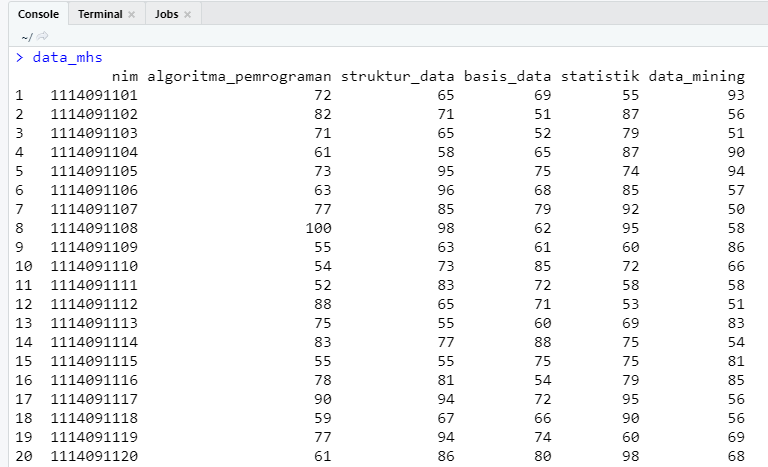 Console Terminal × Jobs ×
~/
> data_mhs
nim algoritma_pemrograman struktur_data basis_data statistik data_mining
1 1114091101 72 65 69 55 93
2 1114091102 82 71 51 87 56
3 1114091103 71 65 52 79 51
4 1114091104 61 58 65 87 90
5 1114091105 73 95 75 74 94
6 1114091106 63 96 68 85 57
7 1114091107 77 85 79 92 50
8 1114091108 100 98 62 95 58
9 1114091109 55 63 61 60 86
10 1114091110 54 73 85 72 66
11 1114091111 52 83 72 58 58
12 1114091112 88 65 71 53 51
13 1114091113 75 55 60 69 83
14 1114091114 83 77 88 75 54
15 1114091115 55 55 75 75 81
16 1114091116 78 81 54 79 85
17 1114091117 90 94 72 95 56
18 1114091118 59 67 66 90 56
19 1114091119 77 94 74 60 69
20 1114091120 61 86 80 98 68